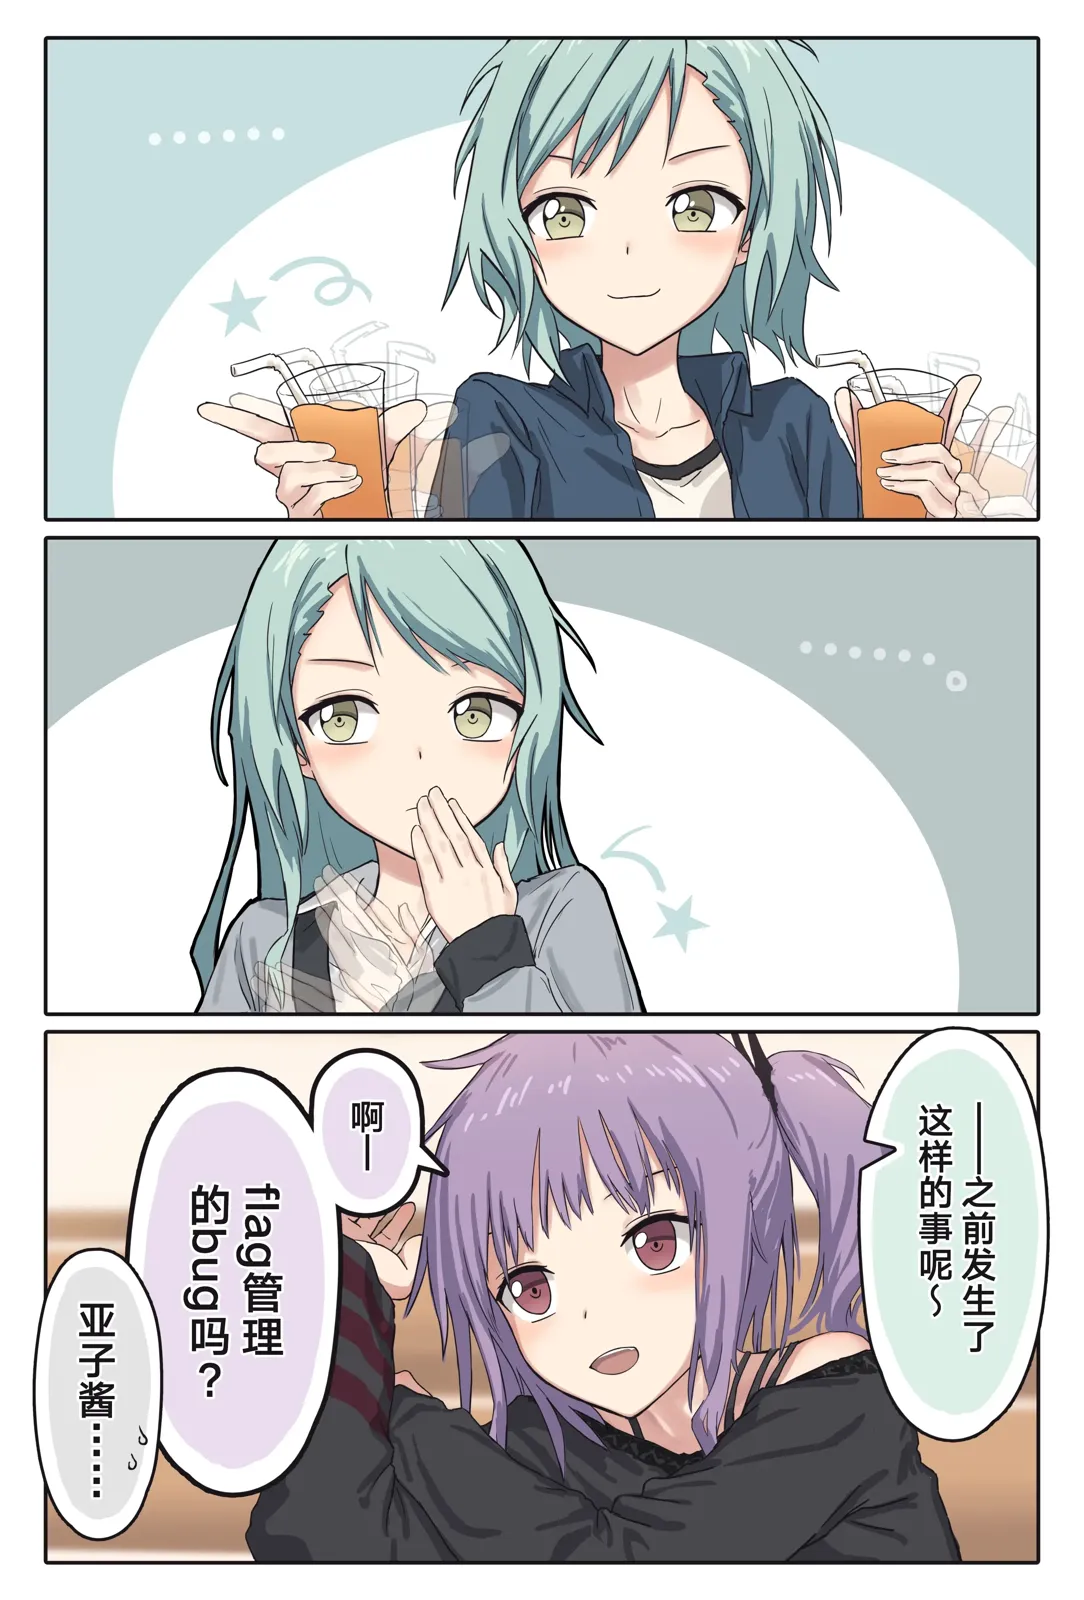 ——之前发生了
这样的事呢～
啊—
flag管理
的bug吗？
亚子酱……